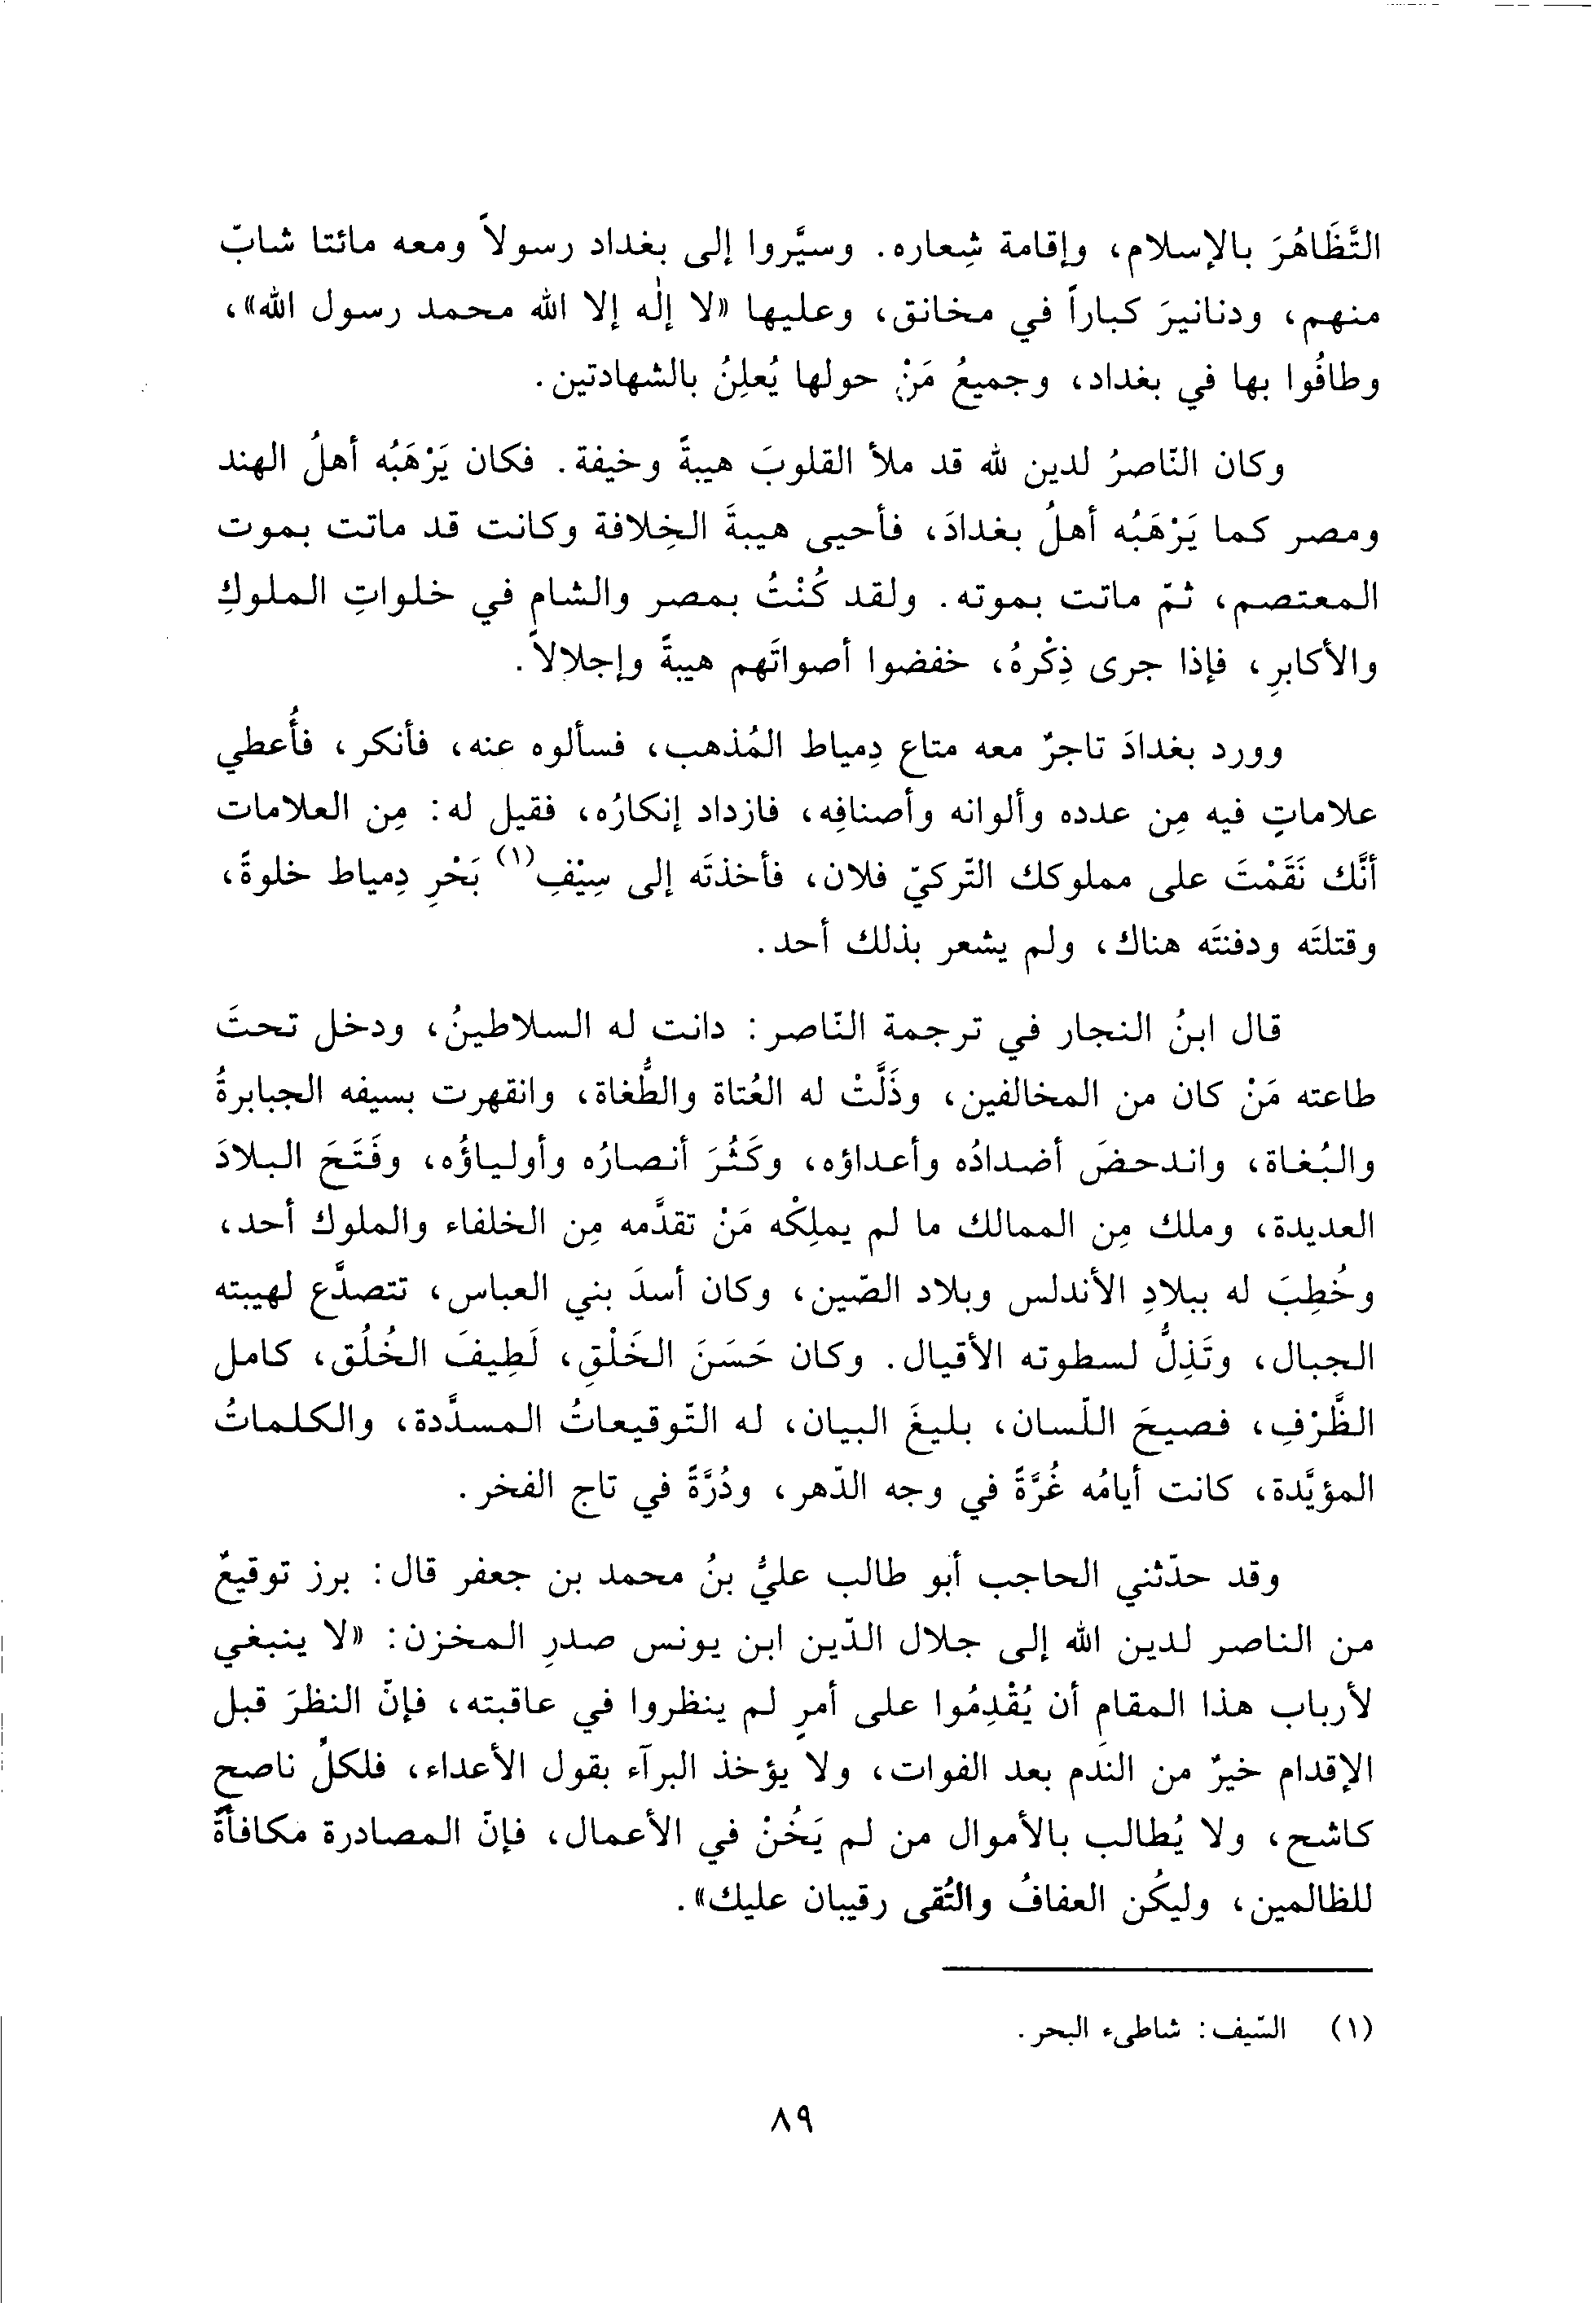 التَّظَاهُرَ بالإسلام، وإقامة شِعاره. وسيَّروا إلى بغداد رسولاً ومعه مائتا شابّ
منهم، ودنانيرَ كباراً في مخانق، وعليها «لا إلٰه إلا الله محمد رسول الله»،
وطافُوا بها في بغداد، وجميعُ مَنْ حولها يُعلِنُ بالشهادتين.
وكان النّاصرُ لدين لله قد ملأ القلوبَ هيبةً وخيفة. فكان يَرْهَبُه أهلُ الهند
ومصر كما يَرْهَبُه أهلُ بغدادَ، فأحيى هيبةَ الخِلافة وكانت قد ماتت بموت
المعتصم، ثمّ ماتت بموته. ولقد كُنْتُ بمصر والشام في خلواتِ الملوكِ
والأكابرِ، فإذا جرى ذِكْرهُ، خفضوا أصواتَهم هيبةً وإجلالاً.
وورد بغدادَ تاجرٌ معه متاع دِمياط المُذهب، فسألوه عنه، فأنكر، فأُعطي
علاماتٍ فيه مِن عدده وألوانه وأصنافِه، فازداد إنكارُه، فقيل له: مِن العلامات
أنَّك نَقَمْتَ على مملوكك التّركيّ فلان، فأخذتَه إلى سِيْفِ(١) بَحْرِ دِمياط خلوةً،
وقتلتَه ودفنتَه هناك، ولم يشعر بذلك أحد.
قال ابنُ النجار في ترجمة النّاصر: دانت له السلاطينُ، ودخل تحتَ
طاعته مَنْ كان من المخالفين، وذَلَّتْ له العُتاة والطُّغاة، وانقهرت بسيفه الجبابرةُ
والبُغاة، واندحضَ أضدادُه وأعداؤه، وكَثُرَ أنصارُه وأولياؤُه، وفَتَحَ البلادَ
العديدة، وملك مِن الممالك ما لم يملِكْه مَنْ تقدَّمه مِن الخلفاء والملوك أحد،
وخُطِبَ له ببلادِ الأندلس وبلاد الصّين، وكان أسدَ بني العباس، تتصدَّع لهيبته
الجبال، وتَذِلُّ لسطوته الأقيال. وكان حَسَنَ الخَلْقِ، لَطِيفَ الخُلُق، كامل
الظَّرْفِ، فصيحَ اللّسان، بليغَ البيان، له التّوقيعاتُ المسدَّدة، والكلماتُ
المؤيَّدة، كانت أيامُه غُرَّةً في وجه الدّهر، ودُرَّةً في تاج الفخر.
وقد حدّثني الحاجب أبو طالب عليُّ بنُ محمد بن جعفر قال: برز توقيعٌ
من الناصر لدين الله إلى جلال الدّين ابن يونس صدرِ المخزن: «لا ينبغي
لأرباب هذا المقامِ أن يُقْدِمُوا على أمرٍ لم ينظروا في عاقبته، فإنّ النظرَ قبل
الإقدام خيرٌ من الندم بعد الفوات، ولا يؤخذ البرآء بقول الأعداء، فلكلِّ ناصحٍ
كاشح، ولا يُطالب بالأموال من لم يَخُنْ في الأعمال، فإنّ المصادرة مكافأةٌ
للظالمين، وليكُن العفافُ والتُقى رقيبان عليك».
(١) السّيف: شاطىء البحر.
٨٩